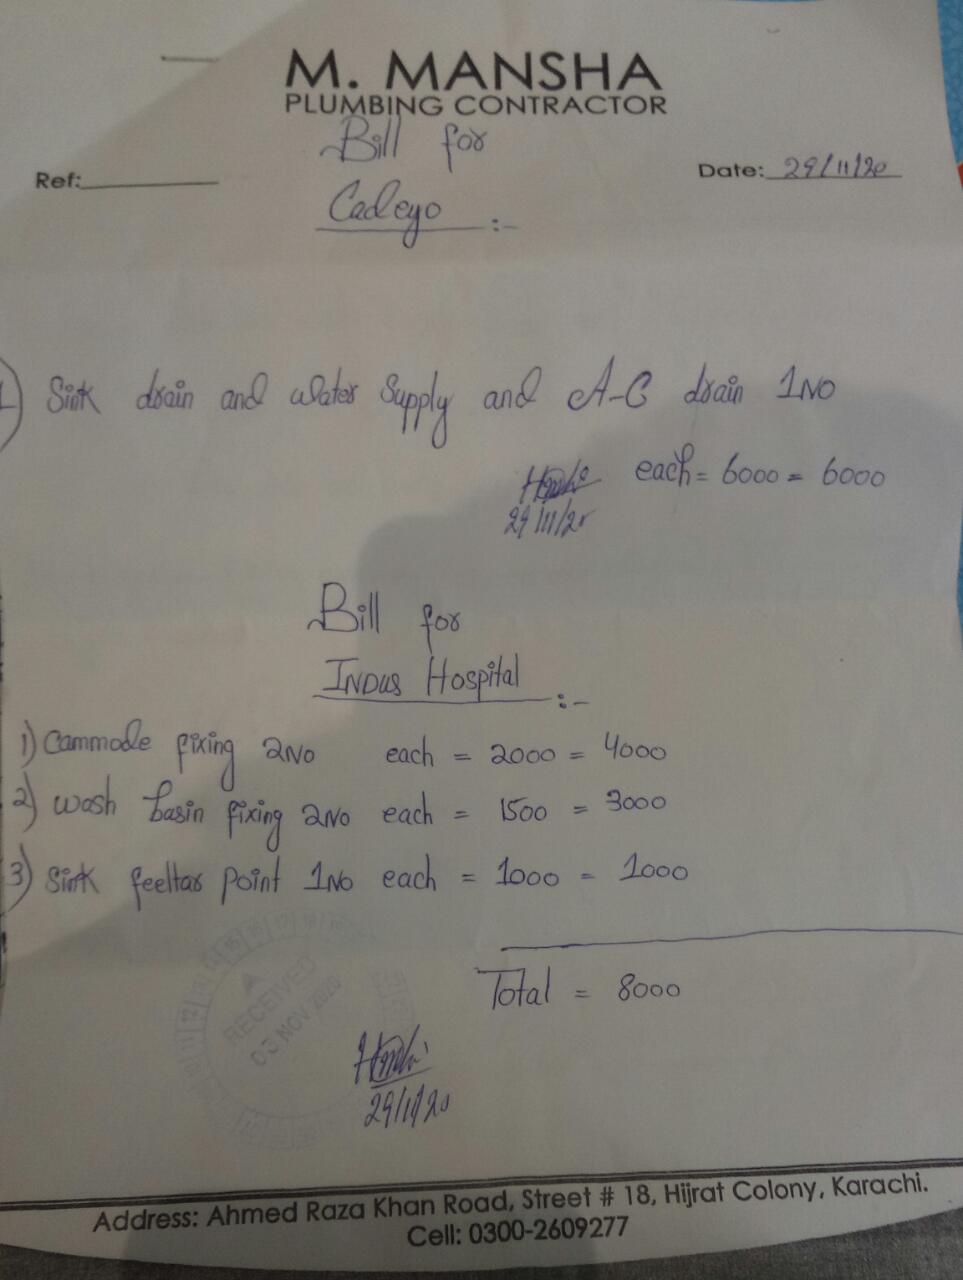 M. MANSHA
PLUMBING CONTRACTOR
Bill for
Ref:
Date: 29/11/20
Cadeyo :-
1) Sink drain and water Supply and A-C drain 1No
each = 6000 = 6000
29/11/20
Bill for
INDUS Hospital :-
1) Cammode fixing 2No each = 2000 = 4000
2) wash basin fixing 2No each = 1500 = 3000
3) Sink feeltar point 1No each = 1000 = 1000
Total = 8000
RECEIVED
03 NOV 2020
29/11/20
Address: Ahmed Raza Khan Road, Street # 18, Hijrat Colony, Karachi.
Cell: 0300-2609277